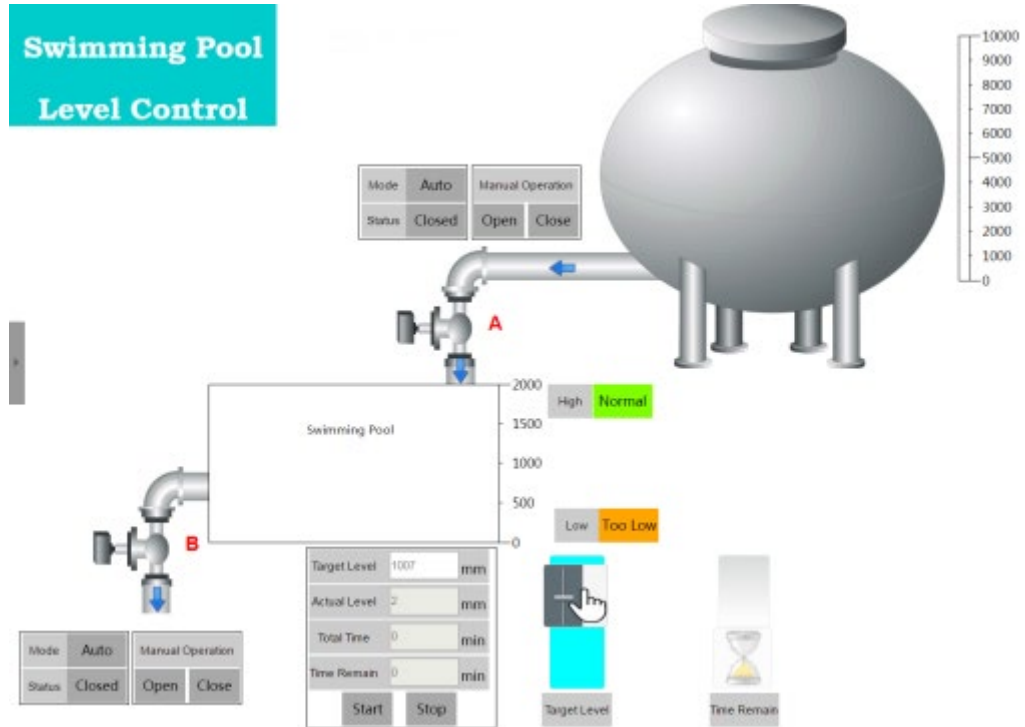 Swimming Pool
Level Control
10000
9000
8000
7000
6000
5000
4000
3000
2000
1000
0
Mode Auto Manual Operation
Status Closed Open Close
A
2000
1500
1000
500
0
High Normal
Swimming Pool
Low Too Low
B
Target Level 1007 mm
Actual Level 2 mm
Total Time 0 min
Time Remain 0 min
Start Stop
Mode Auto Manual Operation
Status Closed Open Close
Target Level
Time Remain